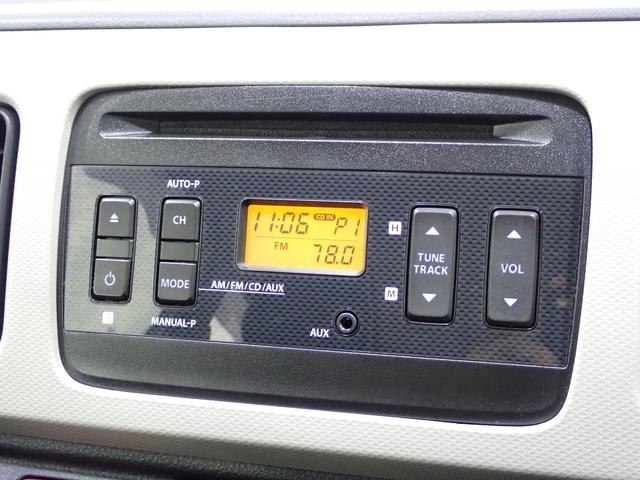 AUTO-P
CH
MODE
AM/FM/CD/AUX
MANUAL-P
11:06 CD IN P1
FM 78.0
AUX
H
M
TUNE
TRACK
VOL